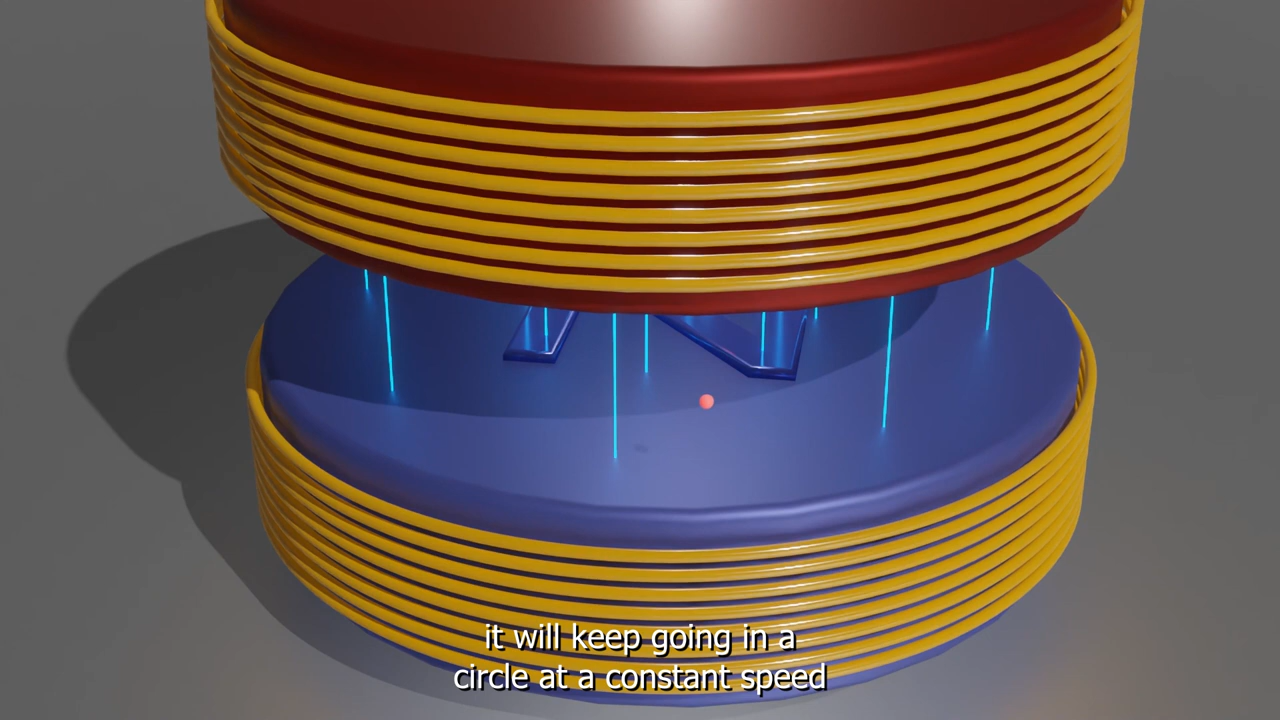 it will keep going in a
circle at a constant speed